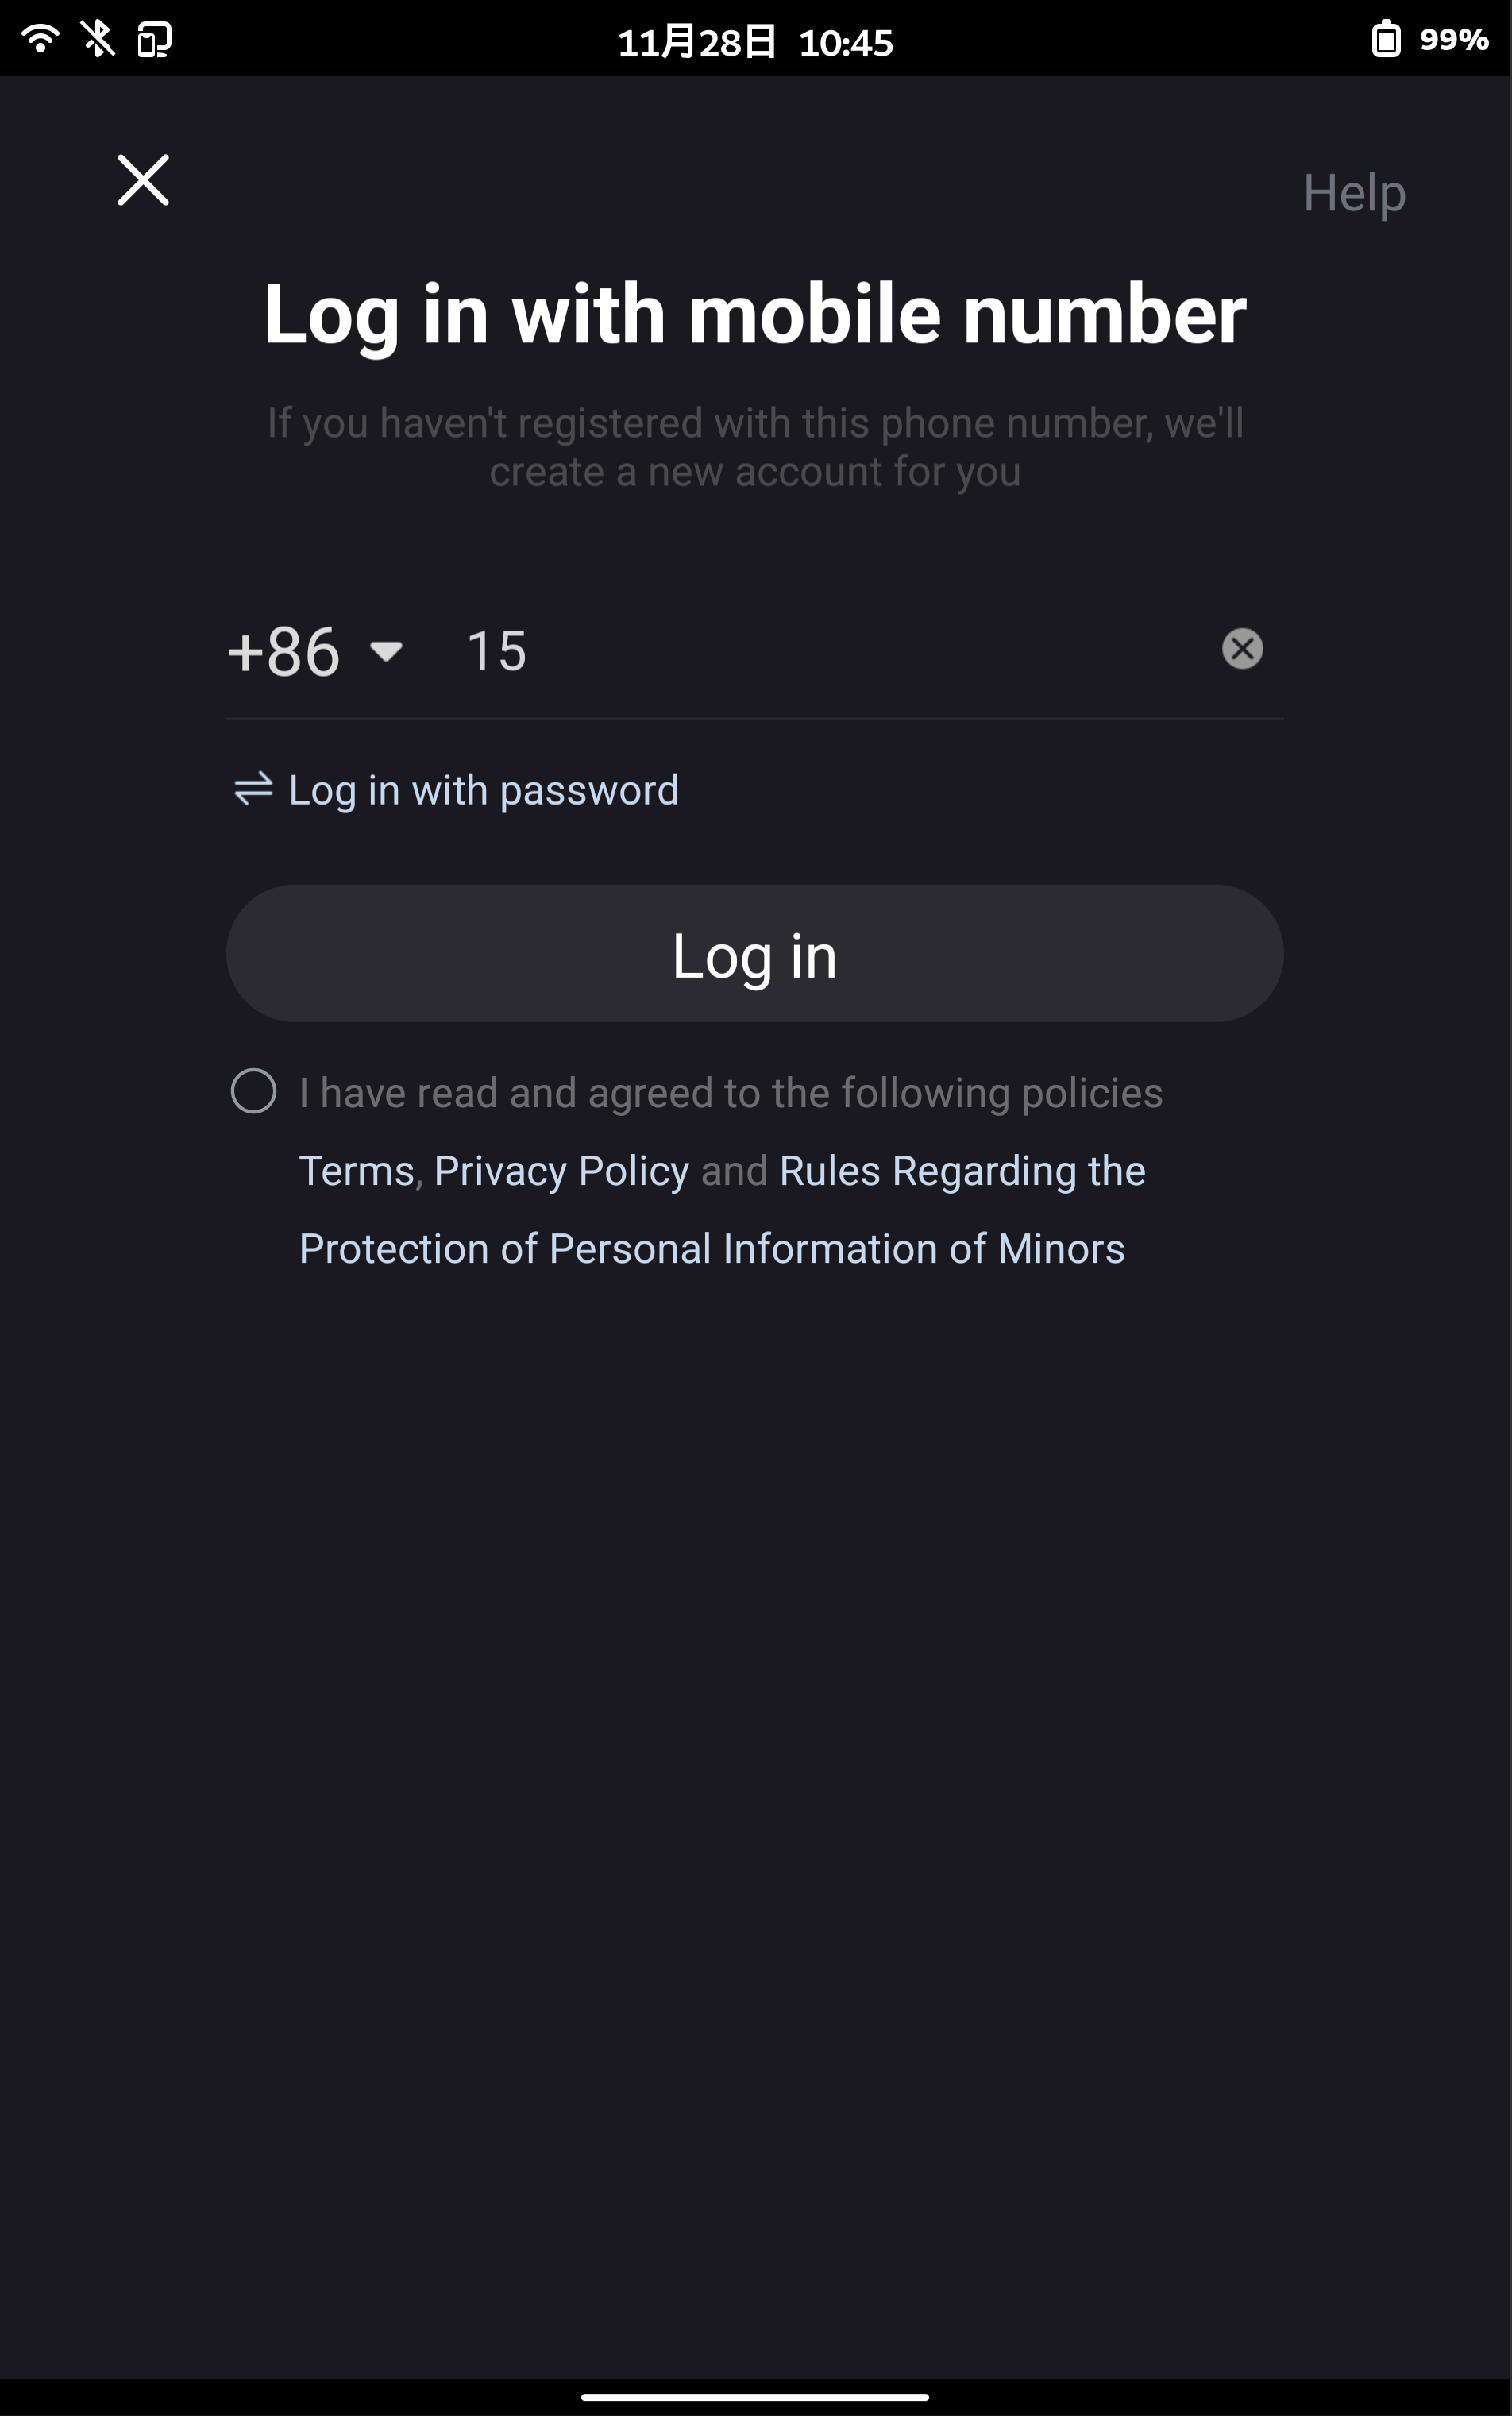 11月28日 10:45
99%
Help
Log in with mobile number
If you haven't registered with this phone number, we'll
create a new account for you
+86 15
Log in with password
Log in
I have read and agreed to the following policies
Terms, Privacy Policy and Rules Regarding the
Protection of Personal Information of Minors